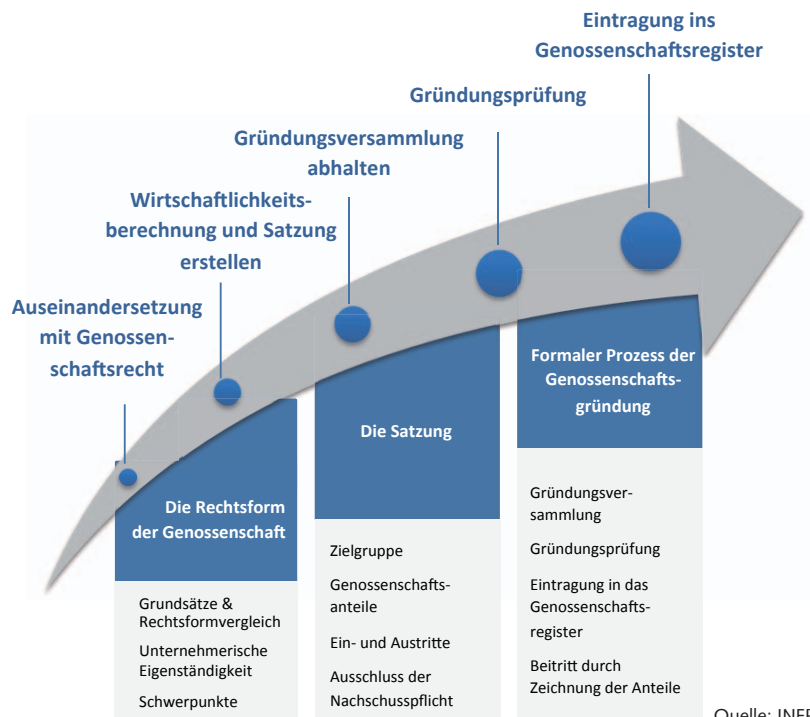 Eintragung ins
Genossenschaftsregister
Gründungsprüfung
Gründungsversammlung
abhalten
Wirtschaftlichkeits-
berechnung und Satzung
erstellen
Auseinandersetzung
mit Genossen-
schaftsrecht
Die Rechtsform
der Genossenschaft
Grundsätze &
Rechtsformvergleich
Unternehmerische
Eigenständigkeit
Schwerpunkte
Die Satzung
Zielgruppe
Genossenschafts-
anteile
Ein- und Austritte
Ausschluss der
Nachschusspflicht
Formaler Prozess der
Genossenschafts-
gründung
Gründungsver-
sammlung
Gründungsprüfung
Eintragung in das
Genossenschafts-
register
Beitritt durch
Zeichnung der Anteile
Quelle: